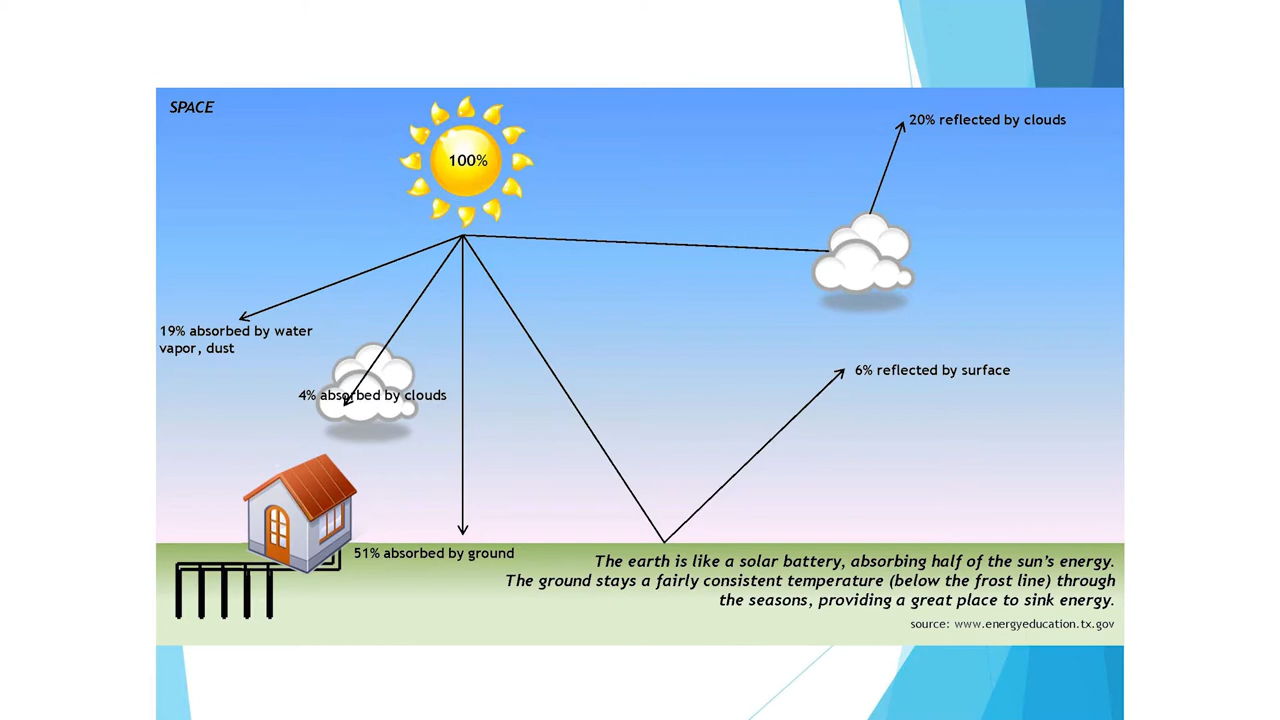 SPACE
100%
20% reflected by clouds
19% absorbed by water
vapor, dust
4% absorbed by clouds
6% reflected by surface
51% absorbed by ground
The earth is like a solar battery, absorbing half of the sun's energy.
The ground stays a fairly consistent temperature (below the frost line) through
the seasons, providing a great place to sink energy.
source: www.energyeducation.tx.gov